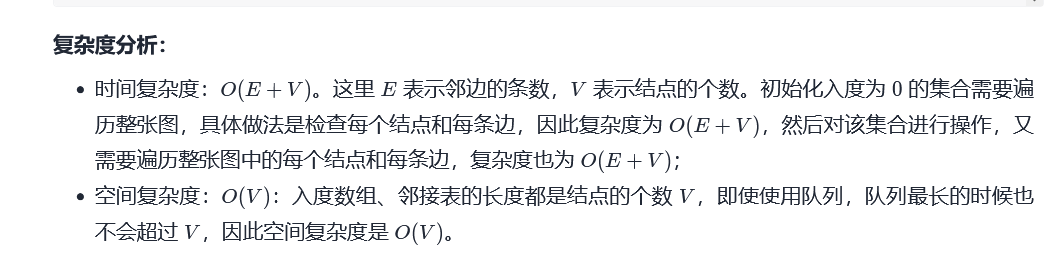 复杂度分析：
• 时间复杂度：O(E + V)。这里 E 表示邻边的条数，V 表示结点的个数。初始化入度为 0 的集合需要遍
历整张图，具体做法是检查每个结点和每条边，因此复杂度为 O(E + V)，然后对该集合进行操作，又
需要遍历整张图中的每个结点和每条边，复杂度也为 O(E + V)；
• 空间复杂度：O(V)：入度数组、邻接表的长度都是结点的个数 V，即使使用队列，队列最长的时候也
不会超过 V，因此空间复杂度是 O(V)。